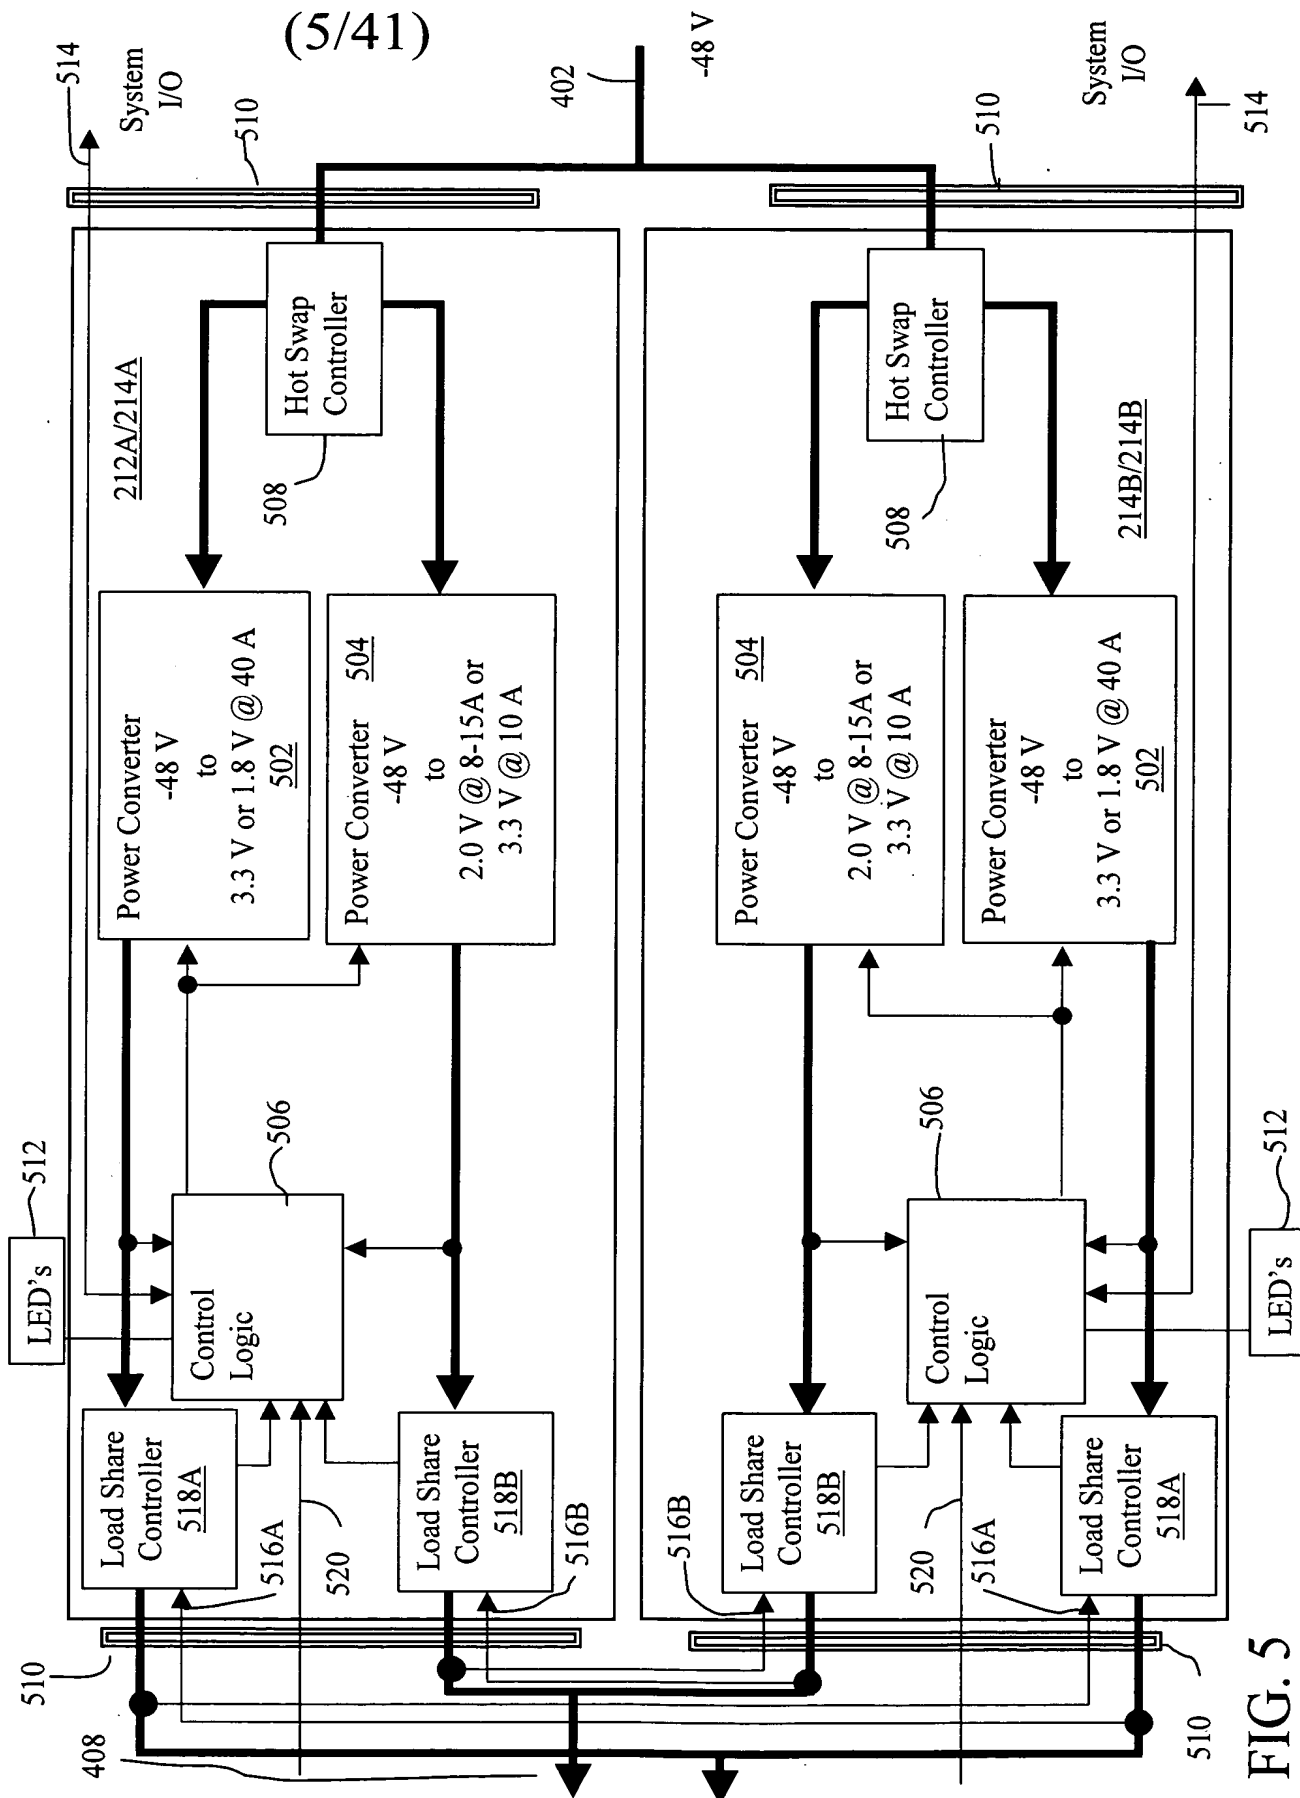 (5/41)
514
System
I/O
510
402
-48 V
510
System
I/O
514
212A/214A
Hot Swap
Controller
508
Hot Swap
Controller
508
214B/214B
Power Converter
-48 V
to
3.3 V or 1.8 V @ 40 A
502
Power Converter
504
-48 V
to
2.0 V @ 8-15A or
3.3 V @ 10 A
Power Converter
504
-48 V
to
2.0 V @ 8-15A or
3.3 V @ 10 A
Power Converter
-48 V
to
3.3 V or 1.8 V @ 40 A
502
512
LED's
506
Control
Logic
506
Control
Logic
512
LED's
Load Share
Controller
518A
516A
520
Load Share
Controller
518B
516B
516B
Load Share
Controller
518B
520
516A
Load Share
Controller
518A
510
408
510
FIG. 5